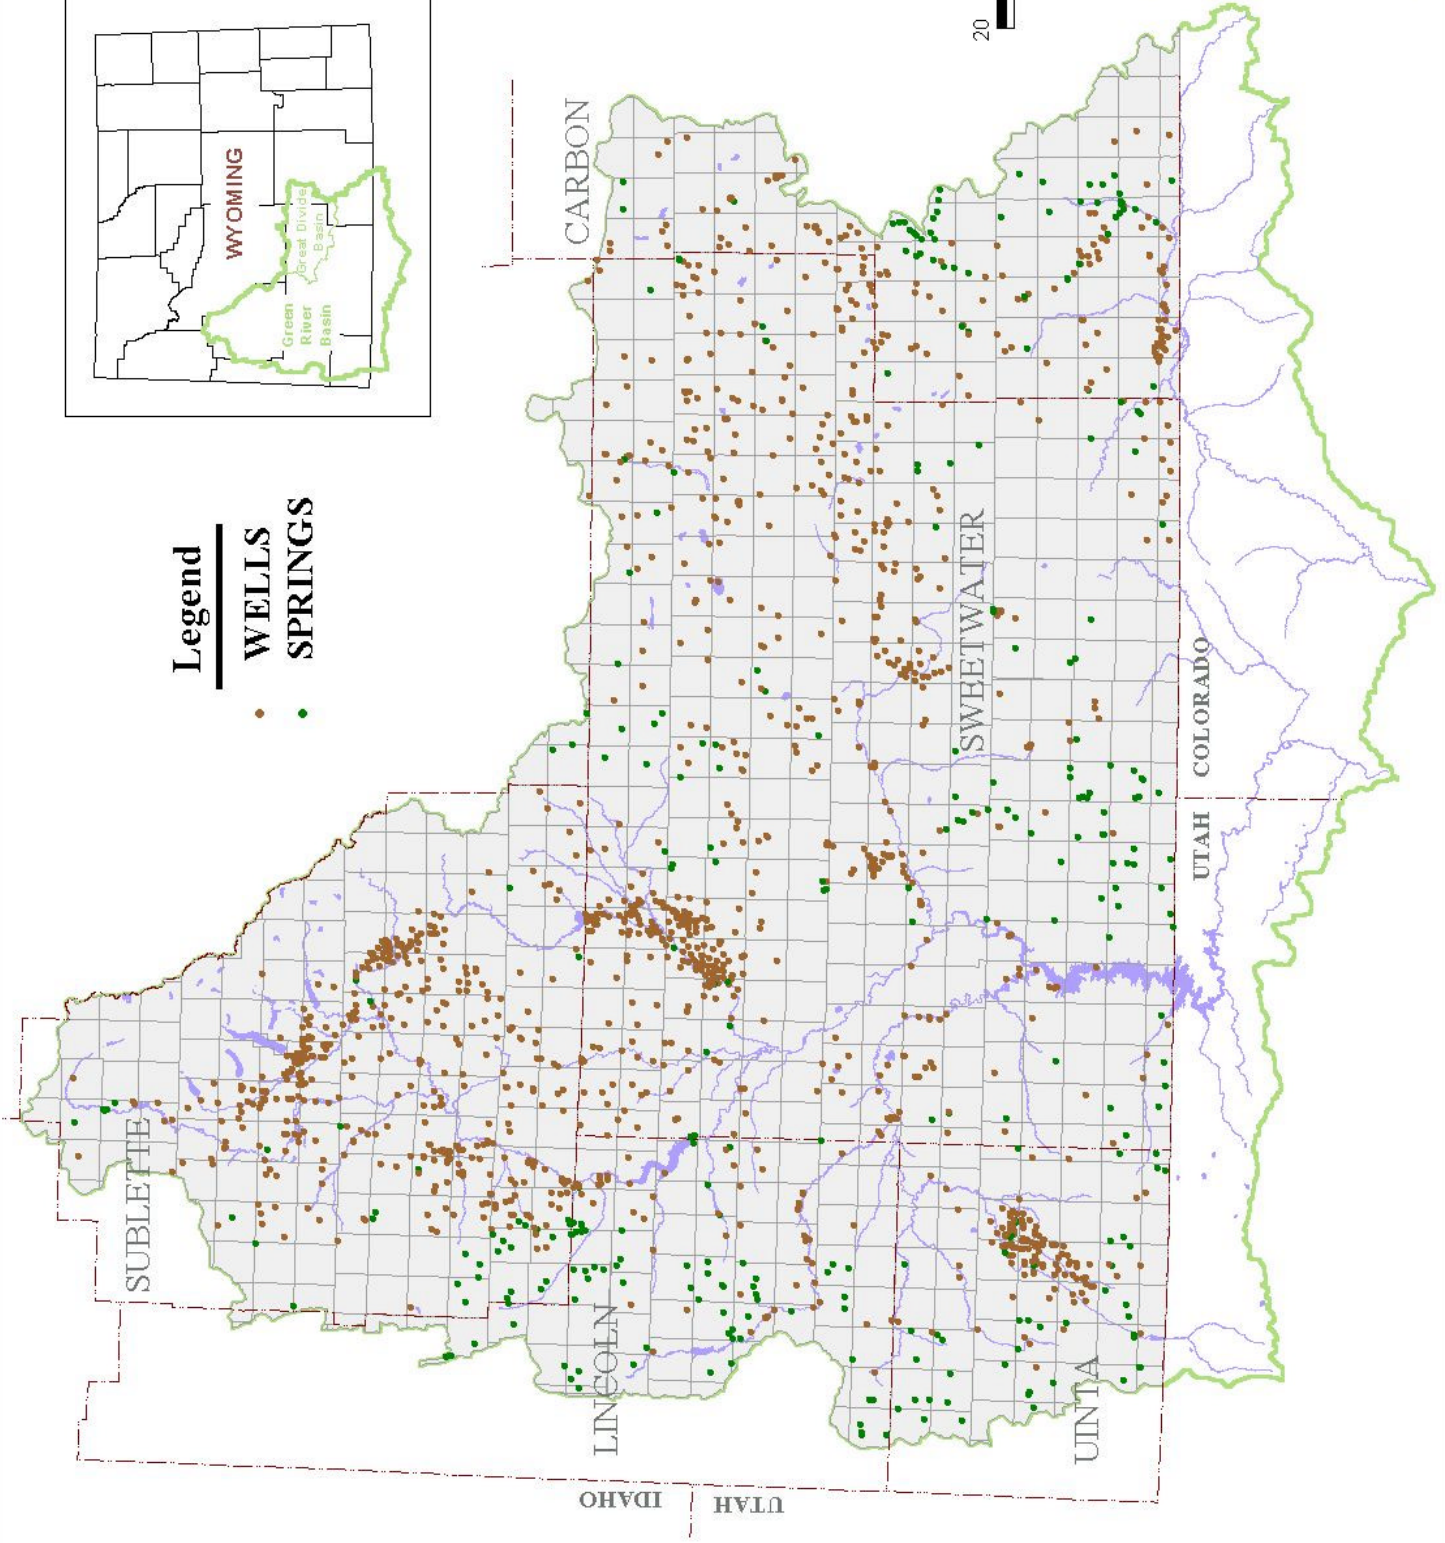 WYOMING
Great Divide
Basin
Green
River
Basin
Legend
WELLS
SPRINGS
20
CARBON
SWEETWATER
SUBLETTE
LINCOLN
UINTA
UTAH COLORADO
IDAHO
UTAH
UTAH